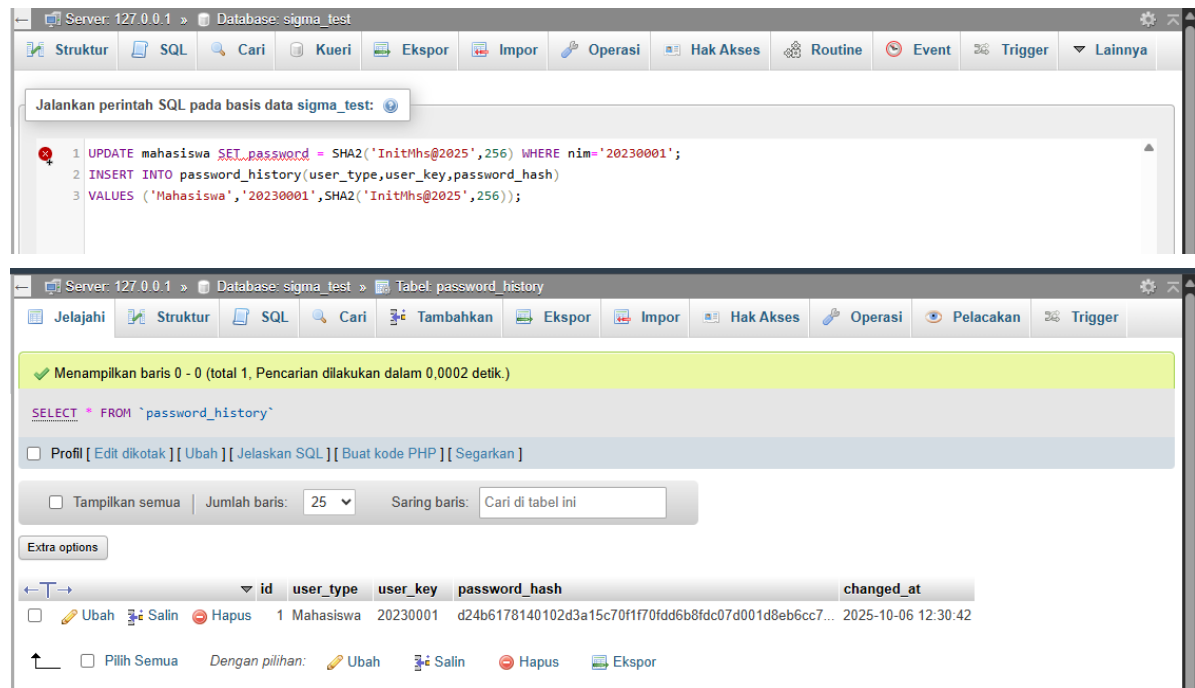 Server: 127.0.0.1 » Database: sigma_test
Struktur SQL Cari Kueri Ekspor Impor Operasi Hak Akses Routine Event Trigger Lainnya
Jalankan perintah SQL pada basis data sigma_test:
1 UPDATE mahasiswa SET password = SHA2('InitMhs@2025',256) WHERE nim='20230001';
2 INSERT INTO password_history(user_type,user_key,password_hash)
3 VALUES ('Mahasiswa','20230001',SHA2('InitMhs@2025',256));
Server: 127.0.0.1 » Database: sigma_test » Tabel: password_history
Jelajahi Struktur SQL Cari Tambahkan Ekspor Impor Hak Akses Operasi Pelacakan Trigger
Menampilkan baris 0 - 0 (total 1, Pencarian dilakukan dalam 0,0002 detik.)
SELECT * FROM `password_history`
Profil [ Edit dikotak ] [ Ubah ] [ Jelaskan SQL ] [ Buat kode PHP ] [ Segarkan ]
Tampilkan semua Jumlah baris: 25 Saring baris: Cari di tabel ini
Extra options
←T→ id user_type user_key password_hash changed_at
Ubah Salin Hapus 1 Mahasiswa 20230001 d24b6178140102d3a15c70f1f70fdd6b8fdc07d001d8eb6cc7... 2025-10-06 12:30:42
Pilih Semua Dengan pilihan: Ubah Salin Hapus Ekspor